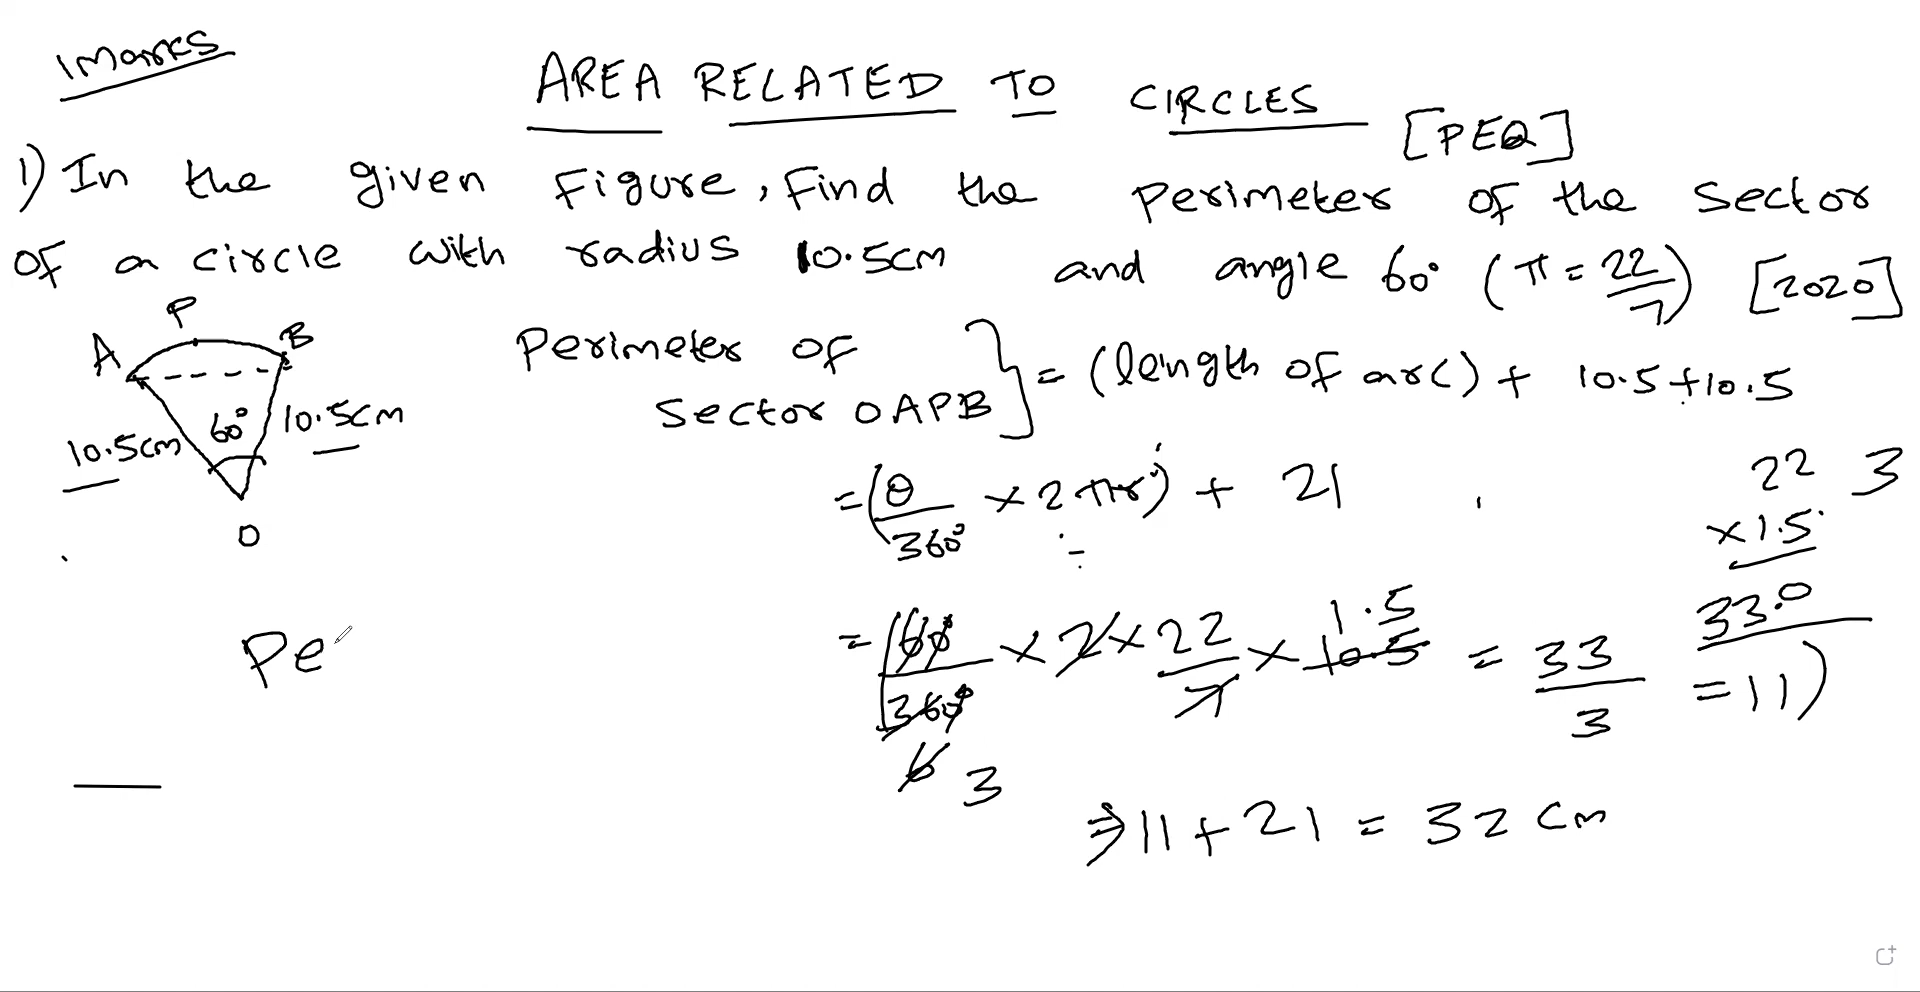 1Marks
AREA RELATED TO CIRCLES
[PEQ]
1) In the given Figure, Find the Perimeter of the Sector
of a circle with radius 10.5cm and angle 60° (π = 22/7) [2020]
P
A B
60°
10.5cm 10.5cm
O
Perimeter of
Sector OAPB } = (length of arc) + 10.5+10.5
= (θ/360° × 2πr) + 21
22 3
×1.5
33.0
= (60°/360° × 2 × 22/7 × 10.5 = 33/3 = 11)
1.5
6 3
Pe
⇒ 11 + 21 = 32 cm